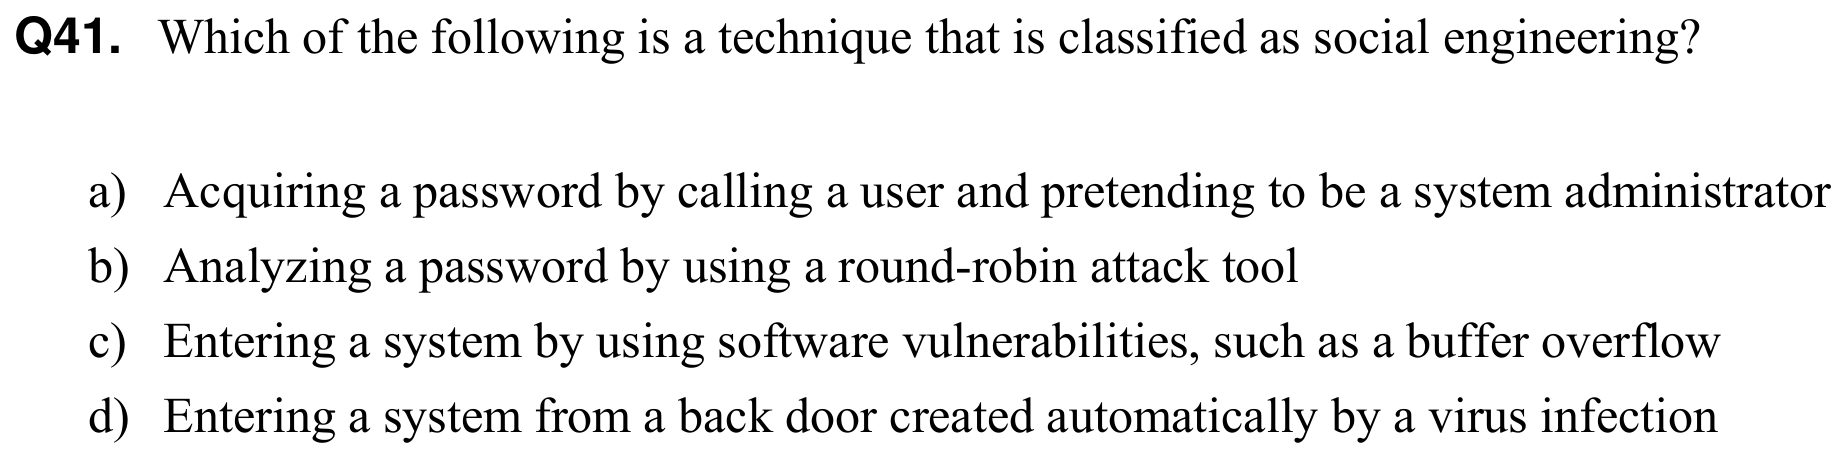 Q41. Which of the following is a technique that is classified as social engineering?
a) Acquiring a password by calling a user and pretending to be a system administrator
b) Analyzing a password by using a round-robin attack tool
c) Entering a system by using software vulnerabilities, such as a buffer overflow
d) Entering a system from a back door created automatically by a virus infection